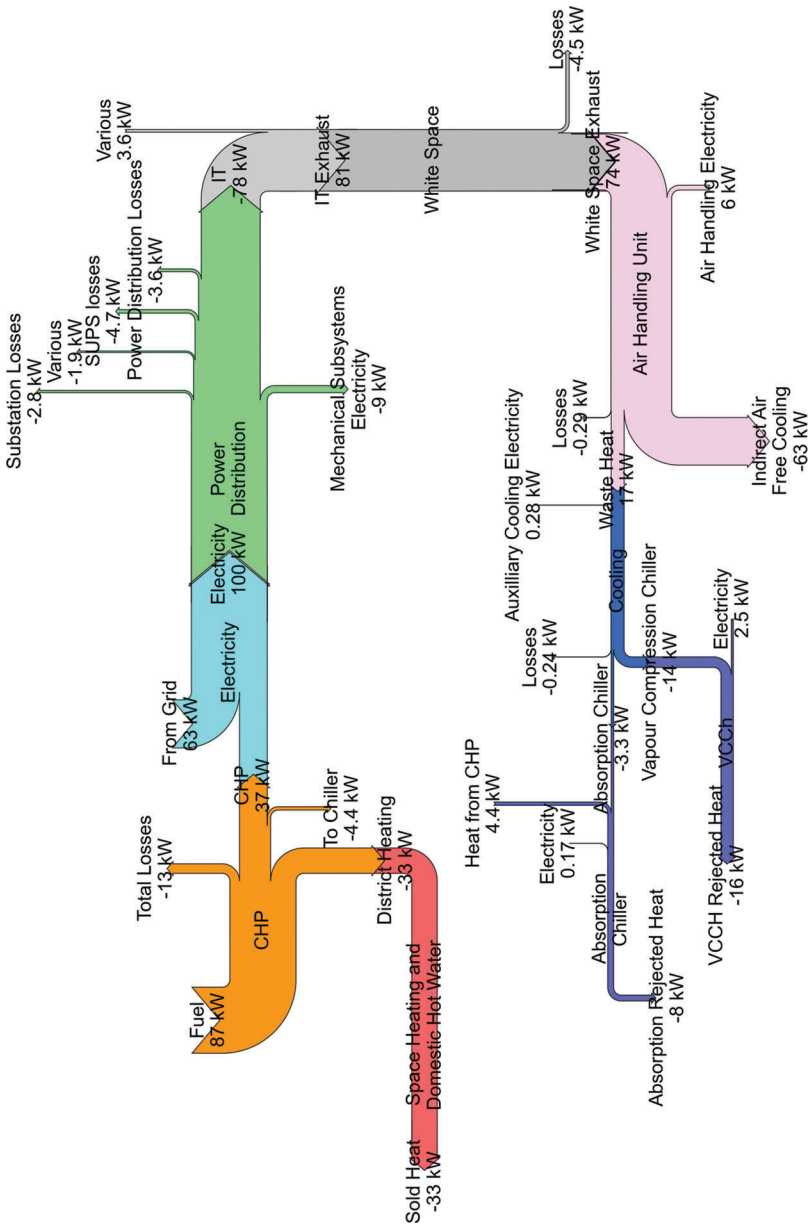 Substation Losses
-2.8 kW
Various
-1.9 kW
SUPS losses
-4.7 kW
Power Distribution Losses
-3.6 kW
Various
3.6 kW
IT
-78 kW
IT Exhaust
81 kW
White Space
Losses
-4.5 kW
White Space Exhaust
74 kW
Power
Distribution
Mechanical Subsystems
Electricity
-9 kW
Electricity
100 kW
Electricity
From Grid
63 kW
CHP
37 kW
Total Losses
-13 kW
Fuel
87 kW
CHP
To Chiller
-4.4 kW
District Heating
-33 kW
Space Heating and
Domestic Hot Water
Sold Heat
-33 kW
Air Handling Electricity
6 kW
Air Handling Unit
Indirect Air
Free Cooling
-63 kW
Losses
-0.29 kW
Waste Heat
17 kW
Auxilliary Cooling Electricity
0.28 kW
Cooling
Losses
-0.24 kW
Absorption Chiller
-3.3 kW
Vapour Compression Chiller
-14 kW
Electricity
2.5 kW
VCCh
VCCH Rejected Heat
-16 kW
Heat from CHP
4.4 kW
Electricity
0.17 kW
Absorption
Chiller
Absorption Rejected Heat
-8 kW